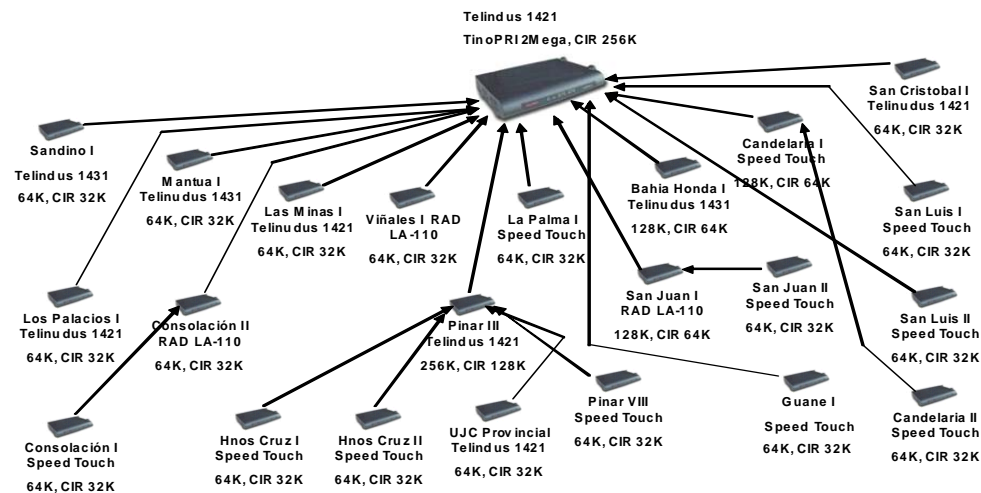 Telindus 1421
TinoPRI2Mega, CIR 256K
San Cristobal I
Telinudus 1421
64K, CIR 32K
Sandino I
Telindus 1431
64K, CIR 32K
Mantua I
Telinudus 1431
64K, CIR 32K
Las Minas I
Telinudus 1421
64K, CIR 32K
Viñales I RAD
LA-110
64K, CIR 32K
La Palma I
Speed Touch
64K, CIR 32K
Bahia Honda I
Telinudus 1431
128K, CIR 64K
Candelaria I
Speed Touch
128K, CIR 64K
San Luis I
Speed Touch
64K, CIR 32K
Los Palacios I
Telinudus 1421
64K, CIR 32K
Consolación II
RAD LA-110
64K, CIR 32K
Pinar III
Telindus 1421
256K, CIR 128K
San Juan I
RAD LA-110
128K, CIR 64K
San Juan II
Speed Touch
64K, CIR 32K
San Luis II
Speed Touch
64K, CIR 32K
Consolación I
Speed Touch
64K, CIR 32K
Hnos Cruz I
Speed Touch
64K, CIR 32K
Hnos Cruz II
Speed Touch
64K, CIR 32K
UJC Provincial
Telindus 1421
64K, CIR 32K
Pinar VIII
Speed Touch
64K, CIR 32K
Guane I
Speed Touch
64K, CIR 32K
Candelaria II
Speed Touch
64K, CIR 32K